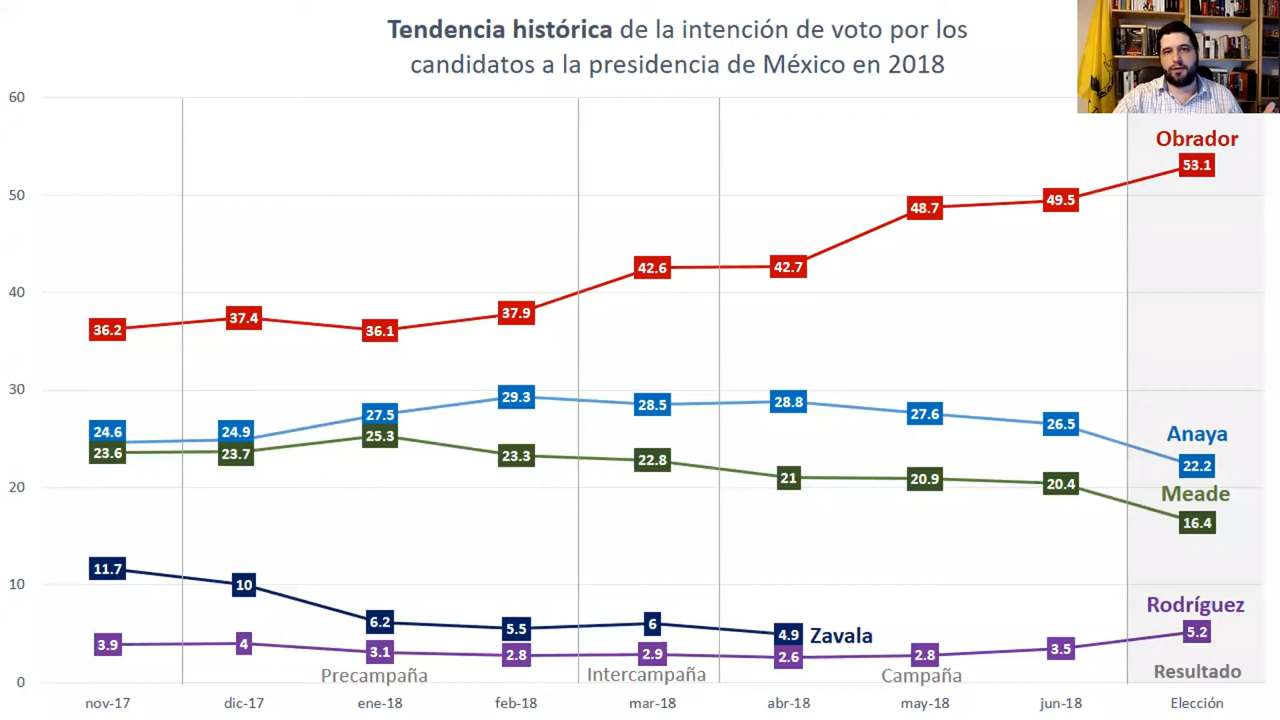 Tendencia histórica de la intención de voto por los
candidatos a la presidencia de México en 2018
60
50
40
30
20
10
0
Obrador
36.2 37.4 36.1 37.9 42.6 42.7 48.7 49.5 53.1
Anaya
24.6 24.9 27.5 29.3 28.5 28.8 27.6 26.5 22.2
Meade
23.6 23.7 25.3 23.3 22.8 21 20.9 20.4 16.4
11.7 10 6.2 5.5 6 4.9 Zavala
Rodríguez
3.9 4 3.1 2.8 2.9 2.6 2.8 3.5 5.2
Precampaña Intercampaña Campaña Resultado
nov-17 dic-17 ene-18 feb-18 mar-18 abr-18 may-18 jun-18 Elección